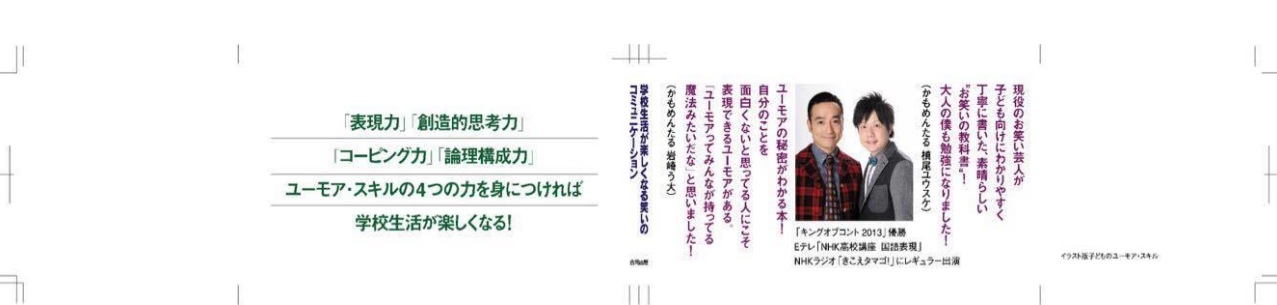 「表現力」「創造的思考力」
「コーピング力」「論理構成力」
ユーモア・スキルの4つの力を身につければ
学校生活が楽しくなる!
学校生活が楽しくなる笑いの
コミュニケーション
合同出版
現役のお笑い芸人が
子ども向けにわかりやすく
丁寧に書いた、素晴らしい
"お笑いの教科書"!
大人の僕も勉強になりました!
(かもめんたる 槙尾ユウスケ)
ユーモアの秘密がわかる本!
自分のことを
面白くないと思ってる人にこそ
表現できるユーモアがある。
「ユーモアってみんなが持ってる
魔法みたいだな」と思いました!
(かもめんたる 岩崎う大)
「キングオブコント 2013」優勝
Eテレ「NHK高校講座 国語表現」
NHKラジオ「きこえタマゴ!」にレギュラー出演
イラスト版子どものユーモア・スキル